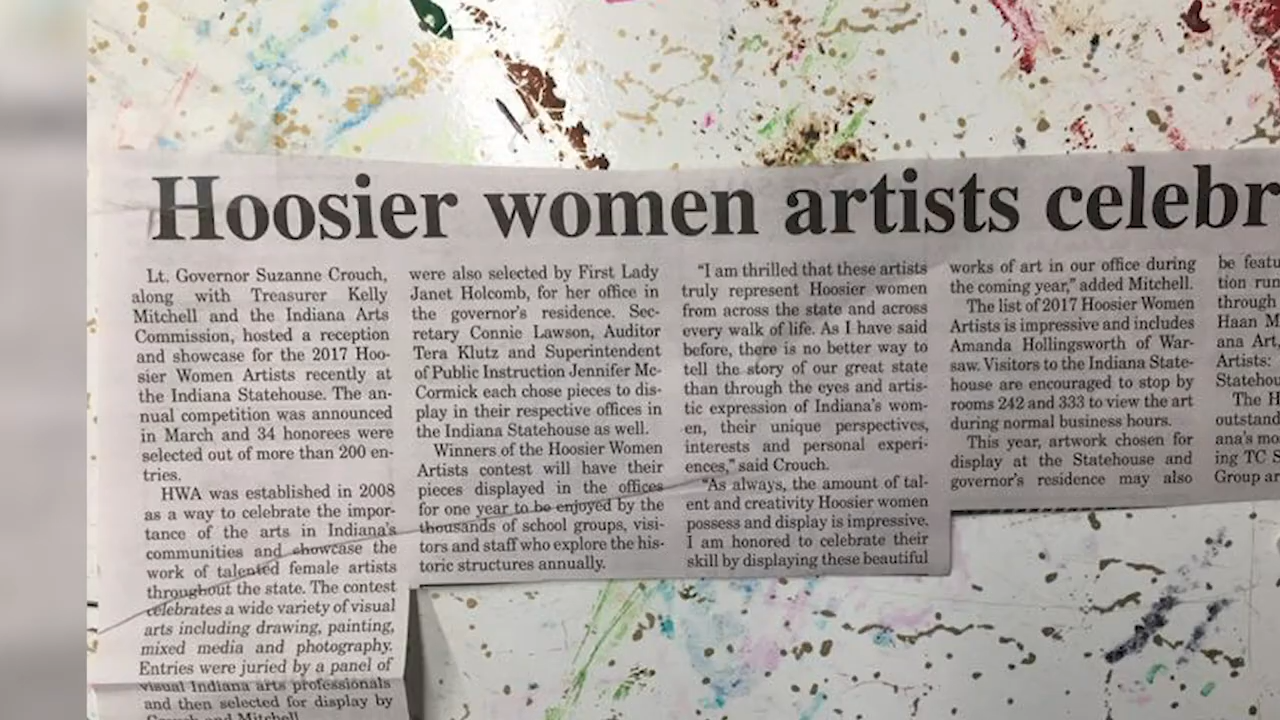 Hoosier women artists celebr
Lt. Governor Suzanne Crouch,
along with Treasurer Kelly
Mitchell and the Indiana Arts
Commission, hosted a reception
and showcase for the 2017 Hoo-
sier Women Artists recently at
the Indiana Statehouse. The an-
nual competition was announced
in March and 34 honorees were
selected out of more than 200 en-
tries.
HWA was established in 2008
as a way to celebrate the impor-
tance of the arts in Indiana's
communities and showcase the
work of talented female artists
throughout the state. The contest
celebrates a wide variety of visual
arts including drawing, painting,
mixed media and photography.
Entries were juried by a panel of
visual Indiana arts professionals
and then selected for display by
Crouch and Mitchell
were also selected by First Lady
Janet Holcomb, for her office in
the governor's residence. Sec-
retary Connie Lawson, Auditor
Tera Klutz and Superintendent
of Public Instruction Jennifer Mc-
Cormick each chose pieces to dis-
play in their respective offices in
the Indiana Statehouse as well.
Winners of the Hoosier Women
Artists contest will have their
pieces displayed in the offices
for one year to be enjoyed by the
thousands of school groups, visi-
tors and staff who explore the his-
toric structures annually.
"I am thrilled that these artists
truly represent Hoosier women
from across the state and across
every walk of life. As I have said
before, there is no better way to
tell the story of our great state
than through the eyes and artis-
tic expression of Indiana's wom-
en, their unique perspectives,
interests and personal experi-
ences," said Crouch.
"As always, the amount of tal-
ent and creativity Hoosier women
possess and display is impressive.
I am honored to celebrate their
skill by displaying these beautiful
works of art in our office during
the coming year," added Mitchell.
The list of 2017 Hoosier Women
Artists is impressive and includes
Amanda Hollingsworth of War-
saw. Visitors to the Indiana State-
house are encouraged to stop by
rooms 242 and 333 to view the art
during normal business hours.
This year, artwork chosen for
display at the Statehouse and
governor's residence may also
be featu
tion run
through
Haan M
ana Art,
Artists:
Statehou
The H
outstand
ana's mo
ing TC S
Group ar